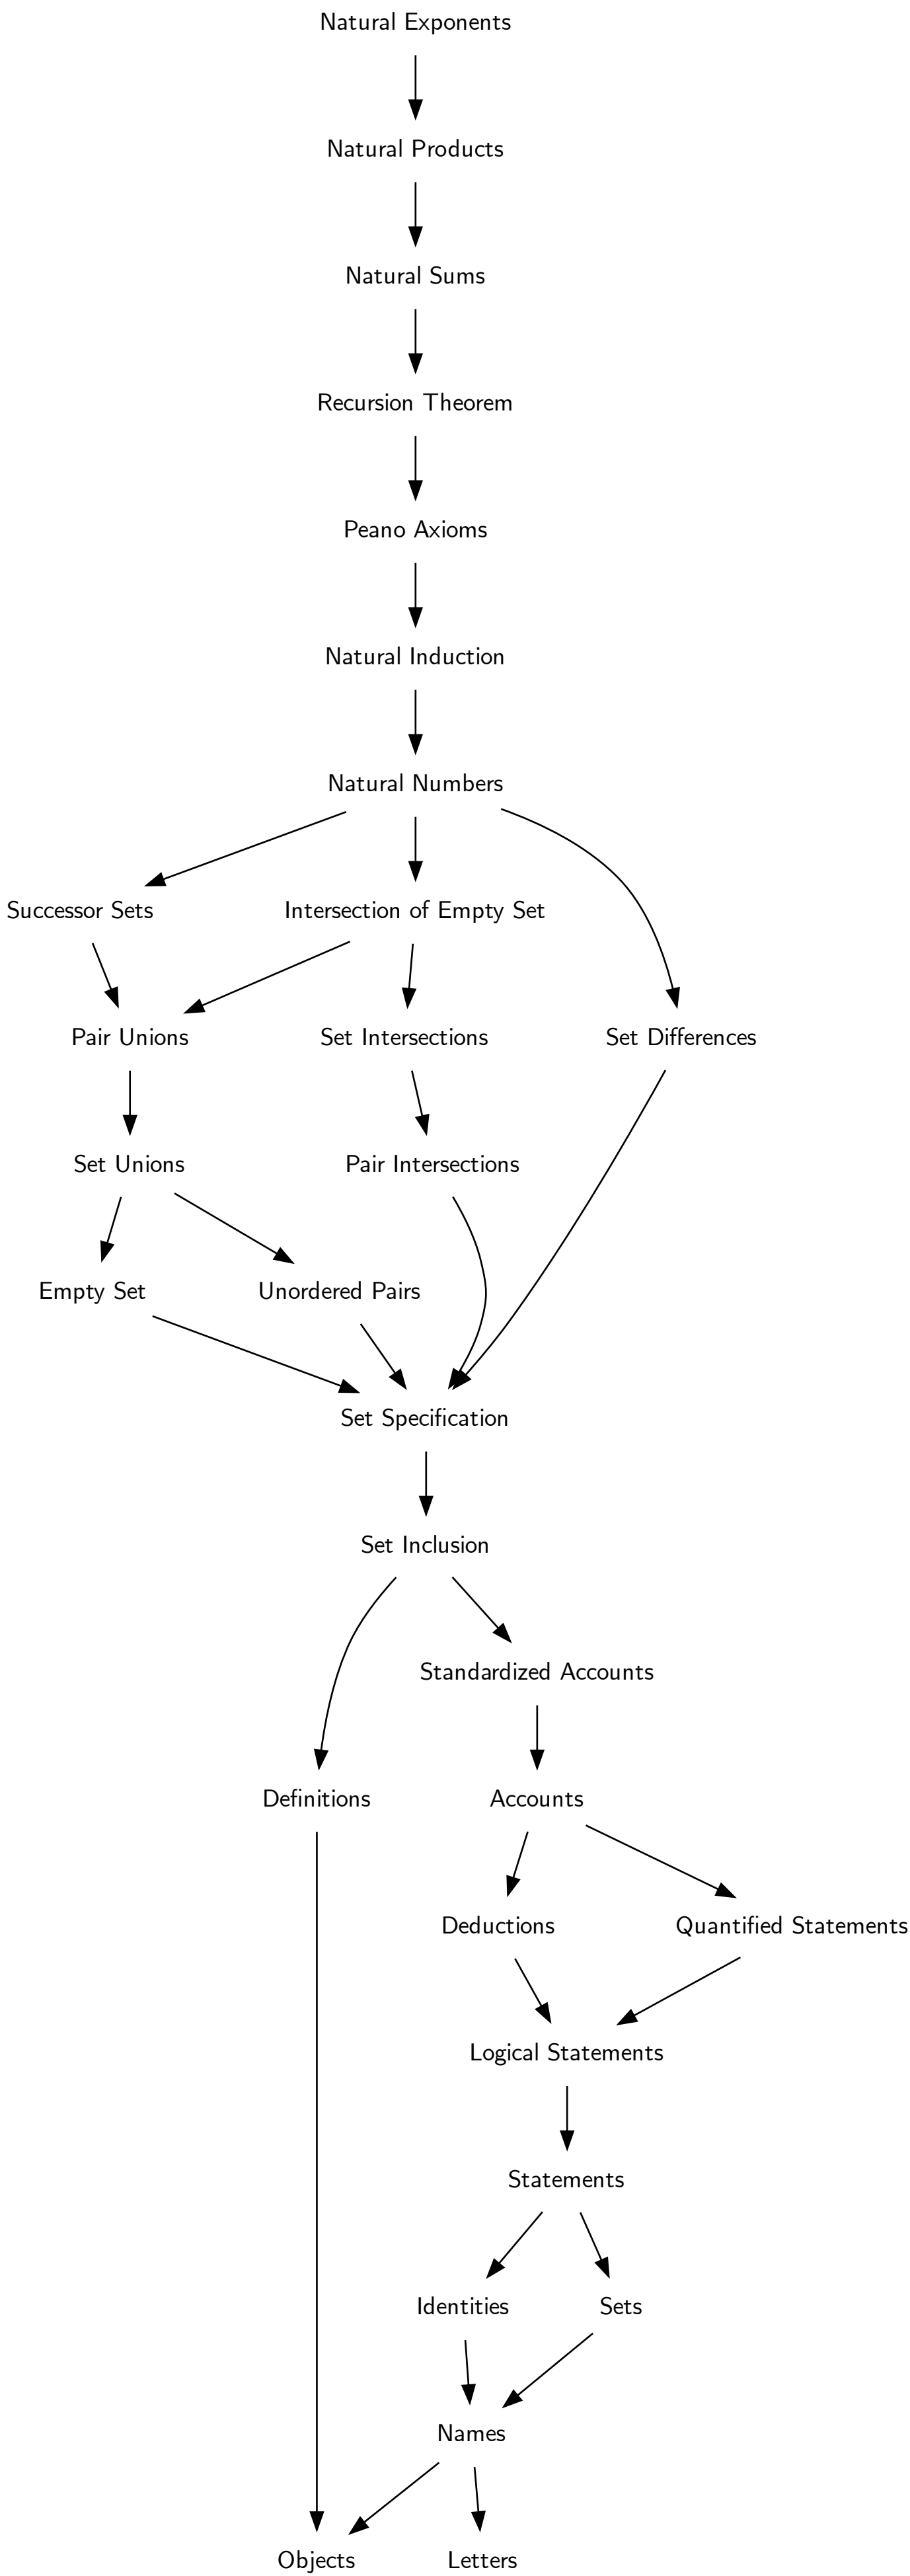 Natural Exponents
Natural Products
Natural Sums
Recursion Theorem
Peano Axioms
Natural Induction
Natural Numbers
Successor Sets
Intersection of Empty Set
Pair Unions
Set Intersections
Set Differences
Set Unions
Pair Intersections
Empty Set
Unordered Pairs
Set Specification
Set Inclusion
Standardized Accounts
Definitions
Accounts
Deductions
Quantified Statements
Logical Statements
Statements
Identities
Sets
Names
Objects
Letters